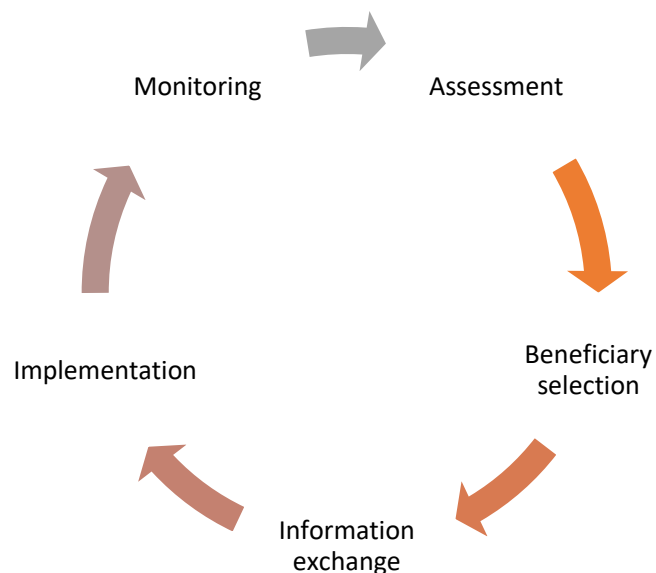 Monitoring
Assessment
Beneficiary
selection
Implementation
Information
exchange